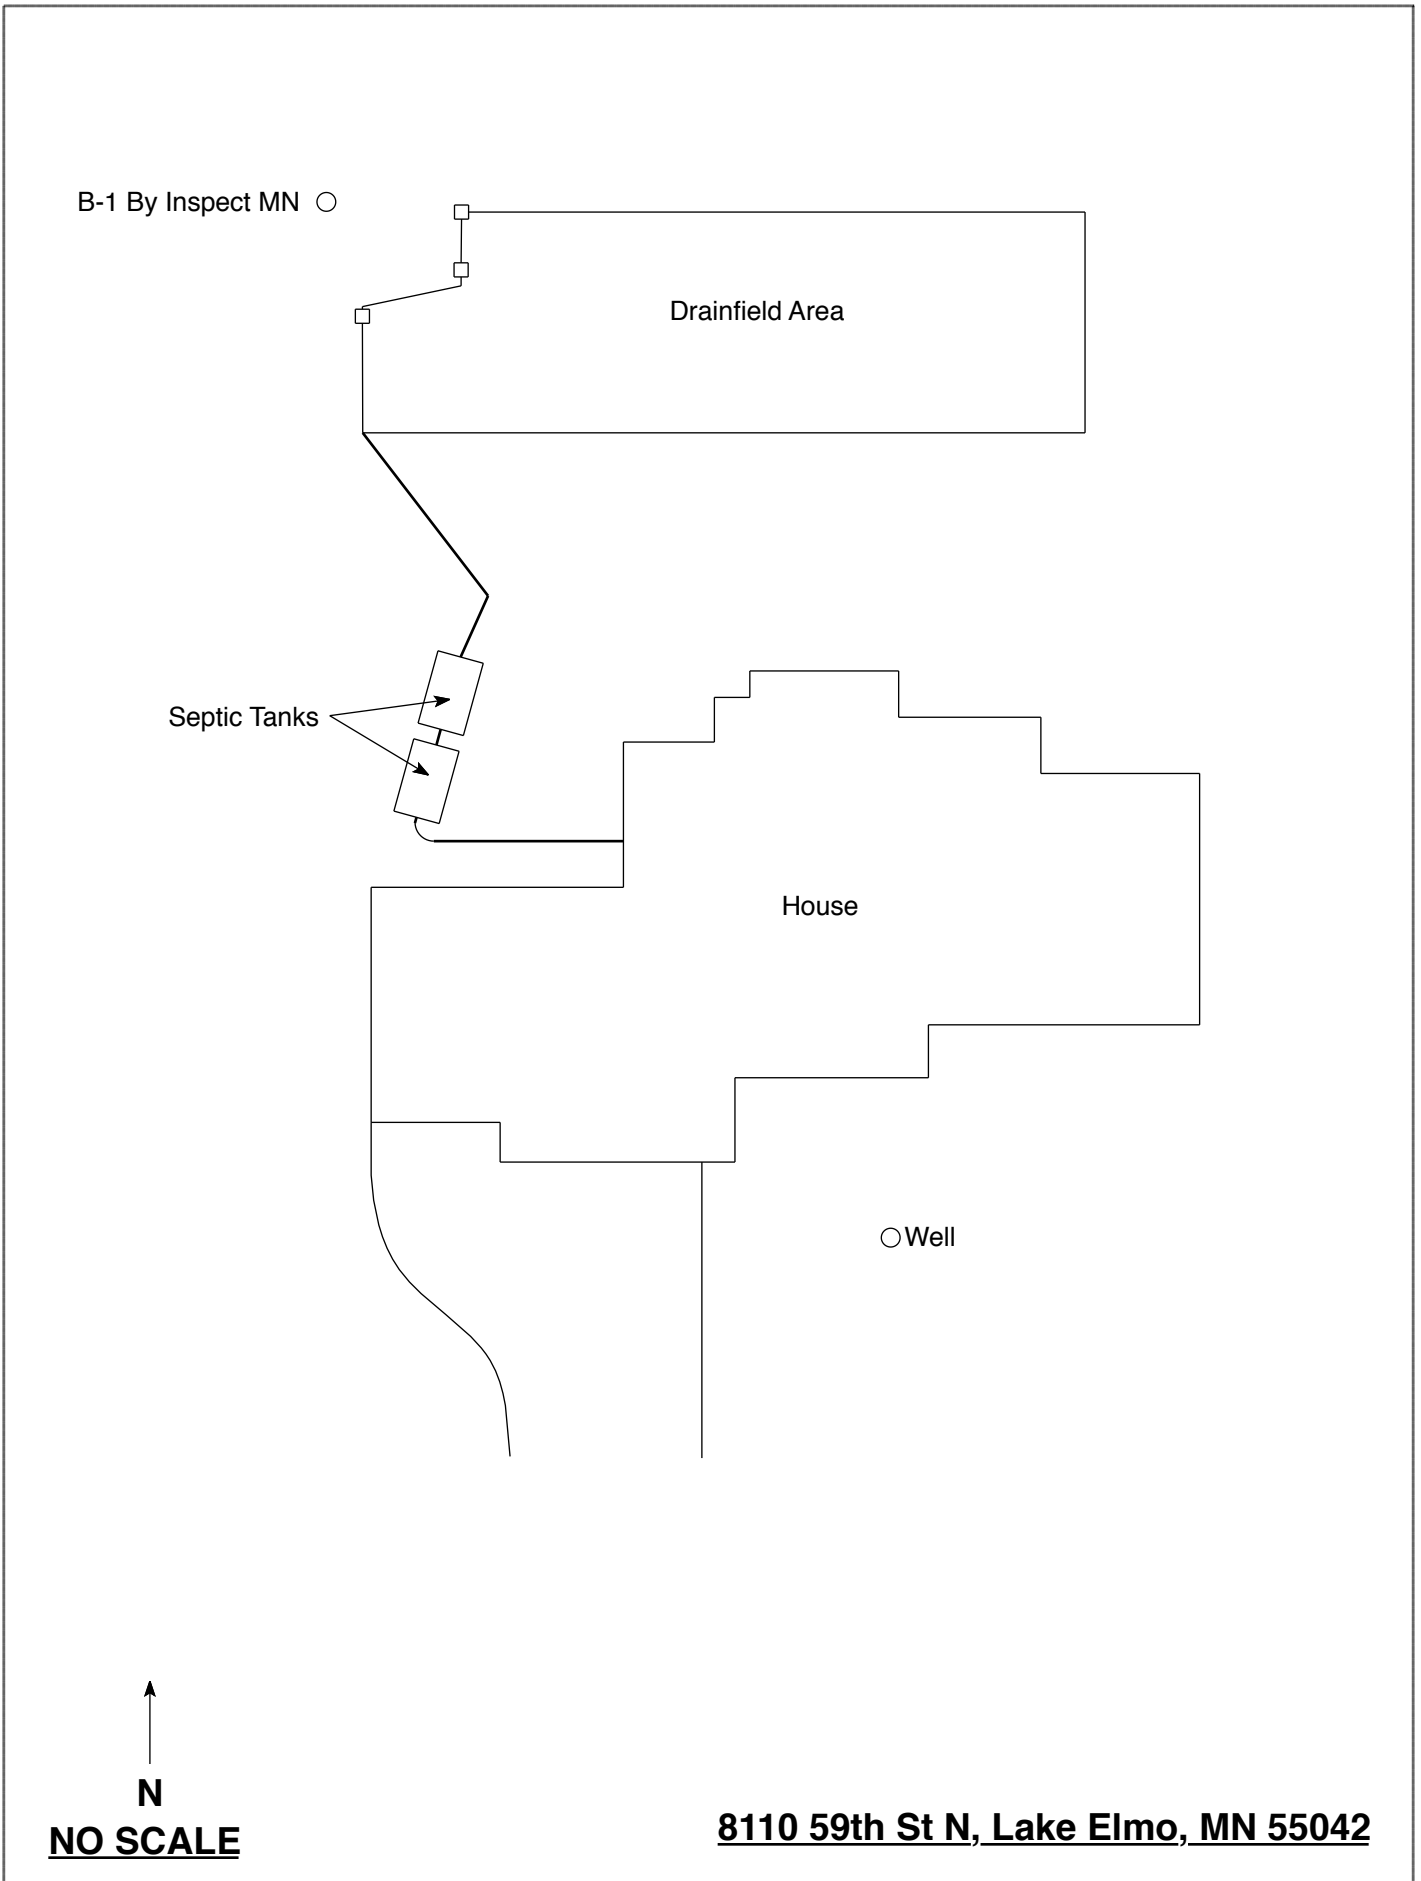 B-1 By Inspect MN
Drainfield Area
Septic Tanks
House
Well
N
NO SCALE
8110 59th St N, Lake Elmo, MN 55042